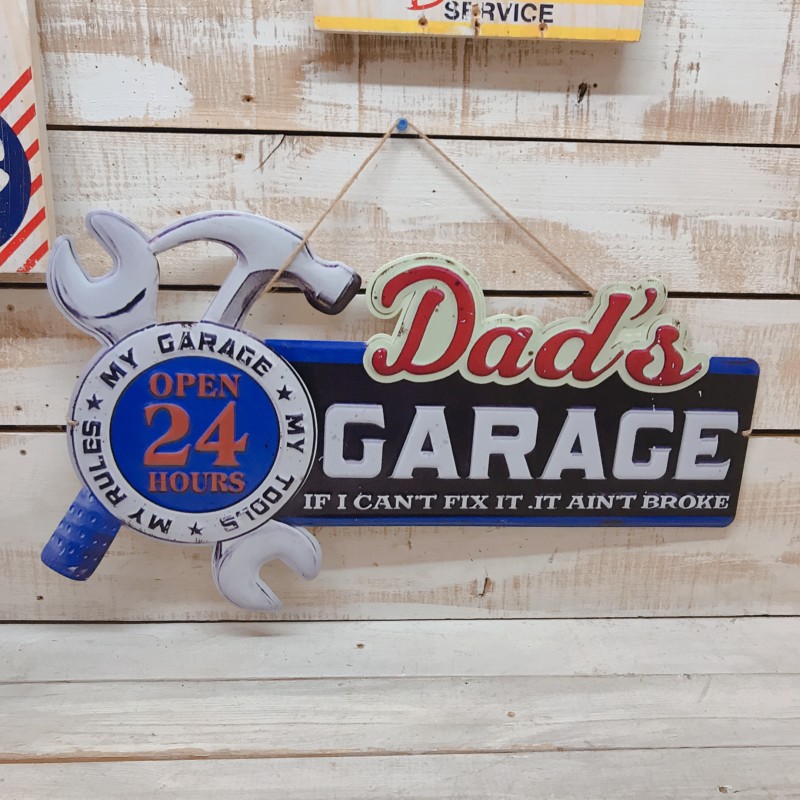 SERVICE
Dad's
GARAGE
IF I CAN'T FIX IT .IT AIN'T BROKE
MY GARAGE ★ MY TOOLS ★ MY RULES ★
OPEN
24
HOURS